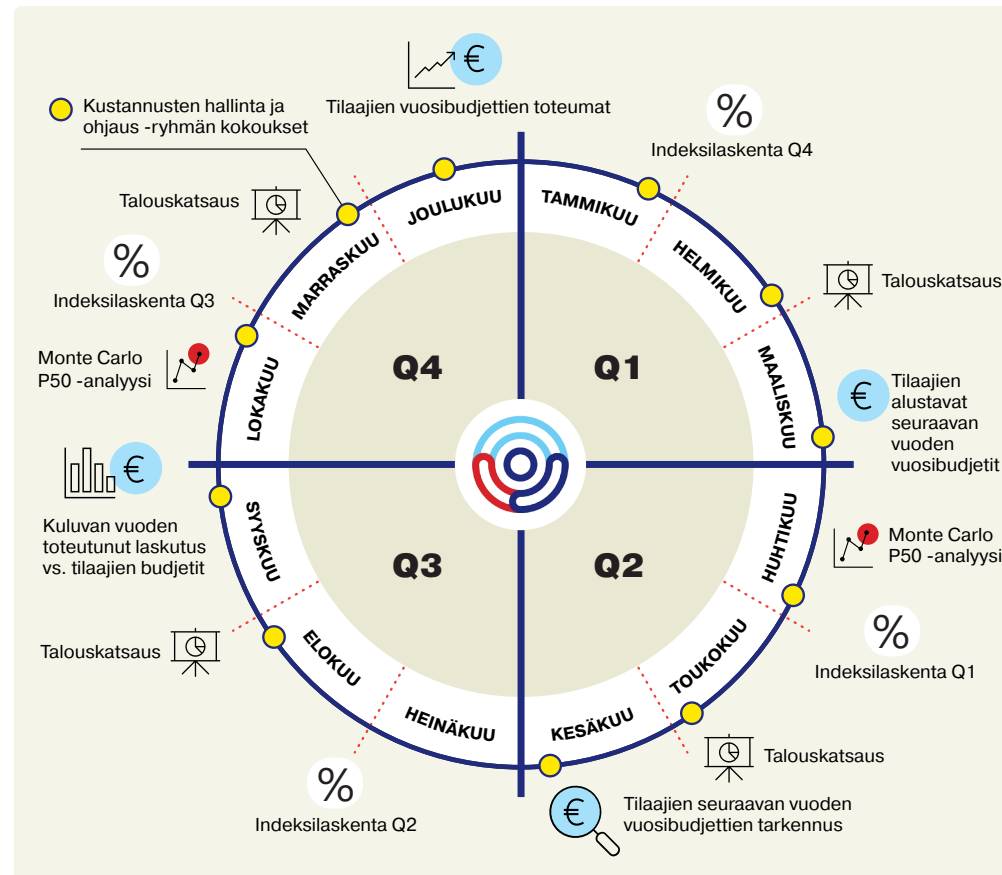 €
Tilaajien vuosibudjettien toteumat
Kustannusten hallinta ja
ohjaus -ryhmän kokoukset
%
Indeksilaskenta Q4
Talouskatsaus
JOULUKUU
TAMMIKUU
%
Indeksilaskenta Q3
MARRASKUU
HELMIKUU
Talouskatsaus
Monte Carlo
P50 -analyysi
LOKAKUU
Q4
Q1
MAALISKUU
€
Tilaajien
alustavat
seuraavan
vuoden
vuosibudjetit
€
Kuluvan vuoden
toteutunut laskutus
vs. tilaajien budjetit
SYYSKUU
Q3
Q2
HUHTIKUU
Monte Carlo
P50 -analyysi
Talouskatsaus
ELOKUU
TOUKOKUU
%
Indeksilaskenta Q1
HEINÄKUU
KESÄKUU
Talouskatsaus
%
Indeksilaskenta Q2
€
Tilaajien seuraavan vuoden
vuosibudjettien tarkennus